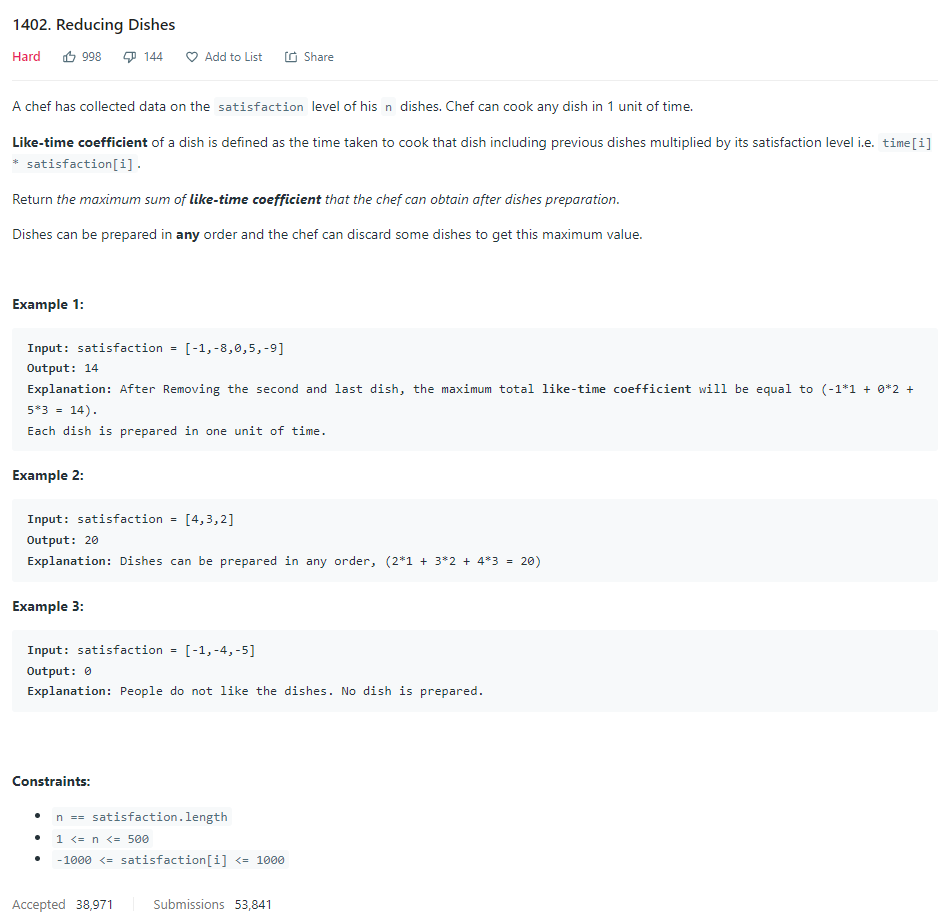 1402. Reducing Dishes
Hard 998 144 Add to List Share
A chef has collected data on the satisfaction level of his n dishes. Chef can cook any dish in 1 unit of time.
Like-time coefficient of a dish is defined as the time taken to cook that dish including previous dishes multiplied by its satisfaction level i.e. time[i]
* satisfaction[i] .
Return the maximum sum of like-time coefficient that the chef can obtain after dishes preparation.
Dishes can be prepared in any order and the chef can discard some dishes to get this maximum value.
Example 1:
Input: satisfaction = [-1,-8,0,5,-9]
Output: 14
Explanation: After Removing the second and last dish, the maximum total like-time coefficient will be equal to (-1*1 + 0*2 +
5*3 = 14).
Each dish is prepared in one unit of time.
Example 2:
Input: satisfaction = [4,3,2]
Output: 20
Explanation: Dishes can be prepared in any order, (2*1 + 3*2 + 4*3 = 20)
Example 3:
Input: satisfaction = [-1,-4,-5]
Output: 0
Explanation: People do not like the dishes. No dish is prepared.
Constraints:
• n == satisfaction.length
• 1 <= n <= 500
• -1000 <= satisfaction[i] <= 1000
Accepted 38,971 Submissions 53,841